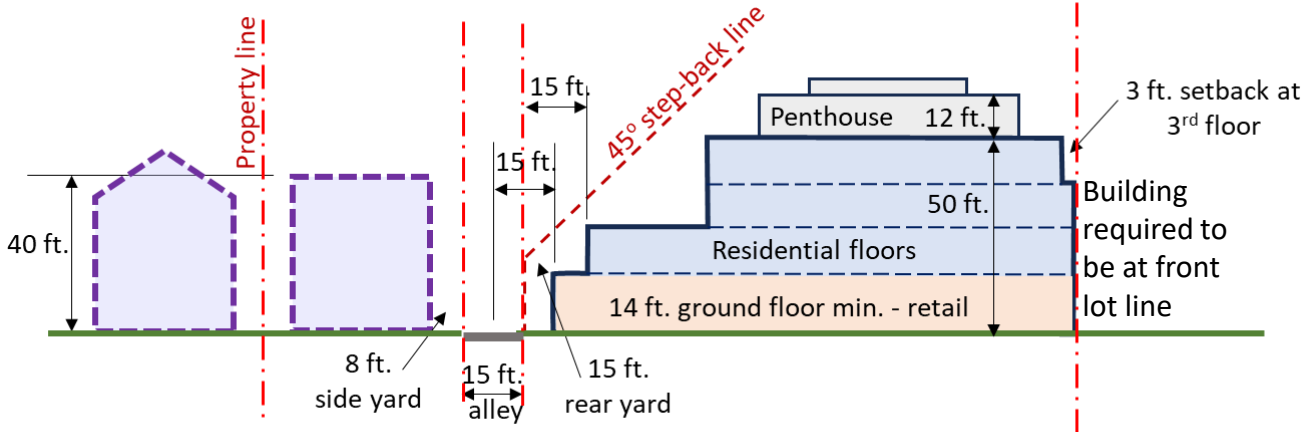 Property line
40 ft.
8 ft.
side yard
15 ft.
alley
15 ft.
15 ft.
45° step-back line
15 ft.
rear yard
Penthouse
12 ft.
50 ft.
Residential floors
14 ft. ground floor min. - retail
3 ft. setback at
3rd floor
Building
required to
be at front
lot line